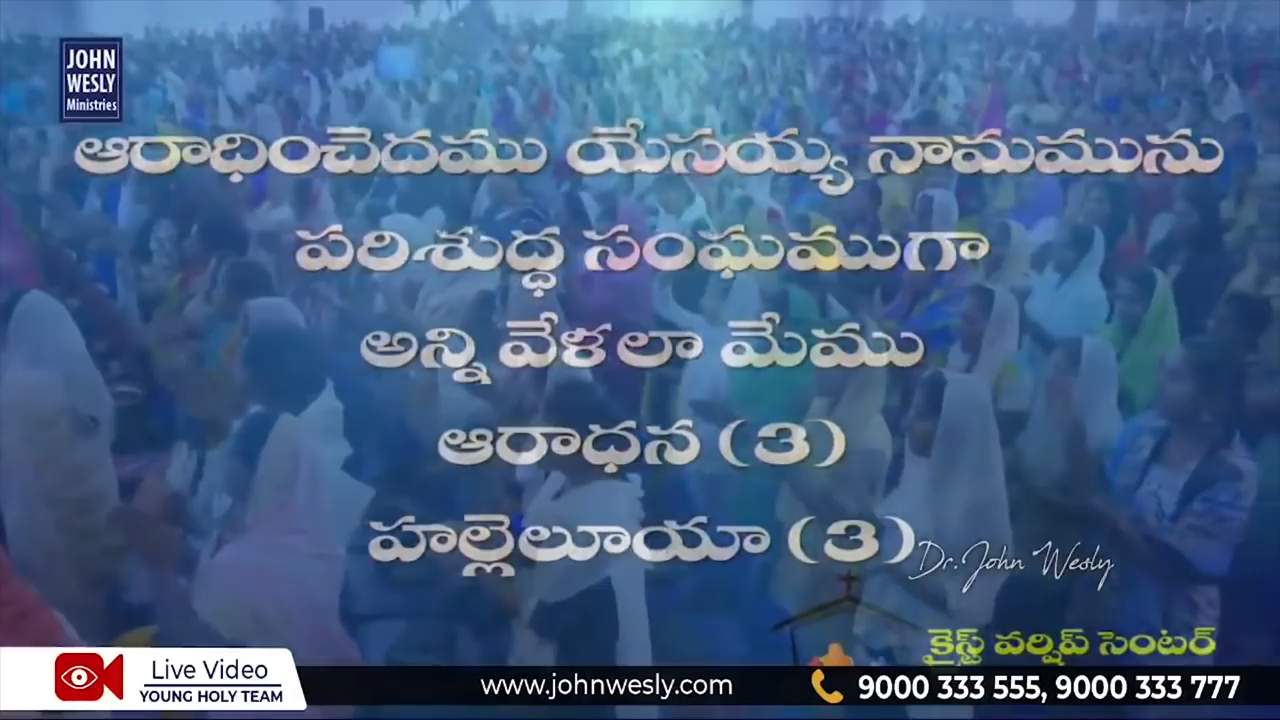 JOHN
WESLY
Ministries
ఆరాధించెదము యేసయ్య నామమును
పరిశుద్ధ సంఘముగా
అన్ని వేళలా మేము
ఆరాధన (3)
హల్లెలూయా (3)
Dr. John Wesly
క్రైస్ట్ వర్షిప్ సెంటర్
Live Video
YOUNG HOLY TEAM
www.johnwesly.com
9000 333 555, 9000 333 777